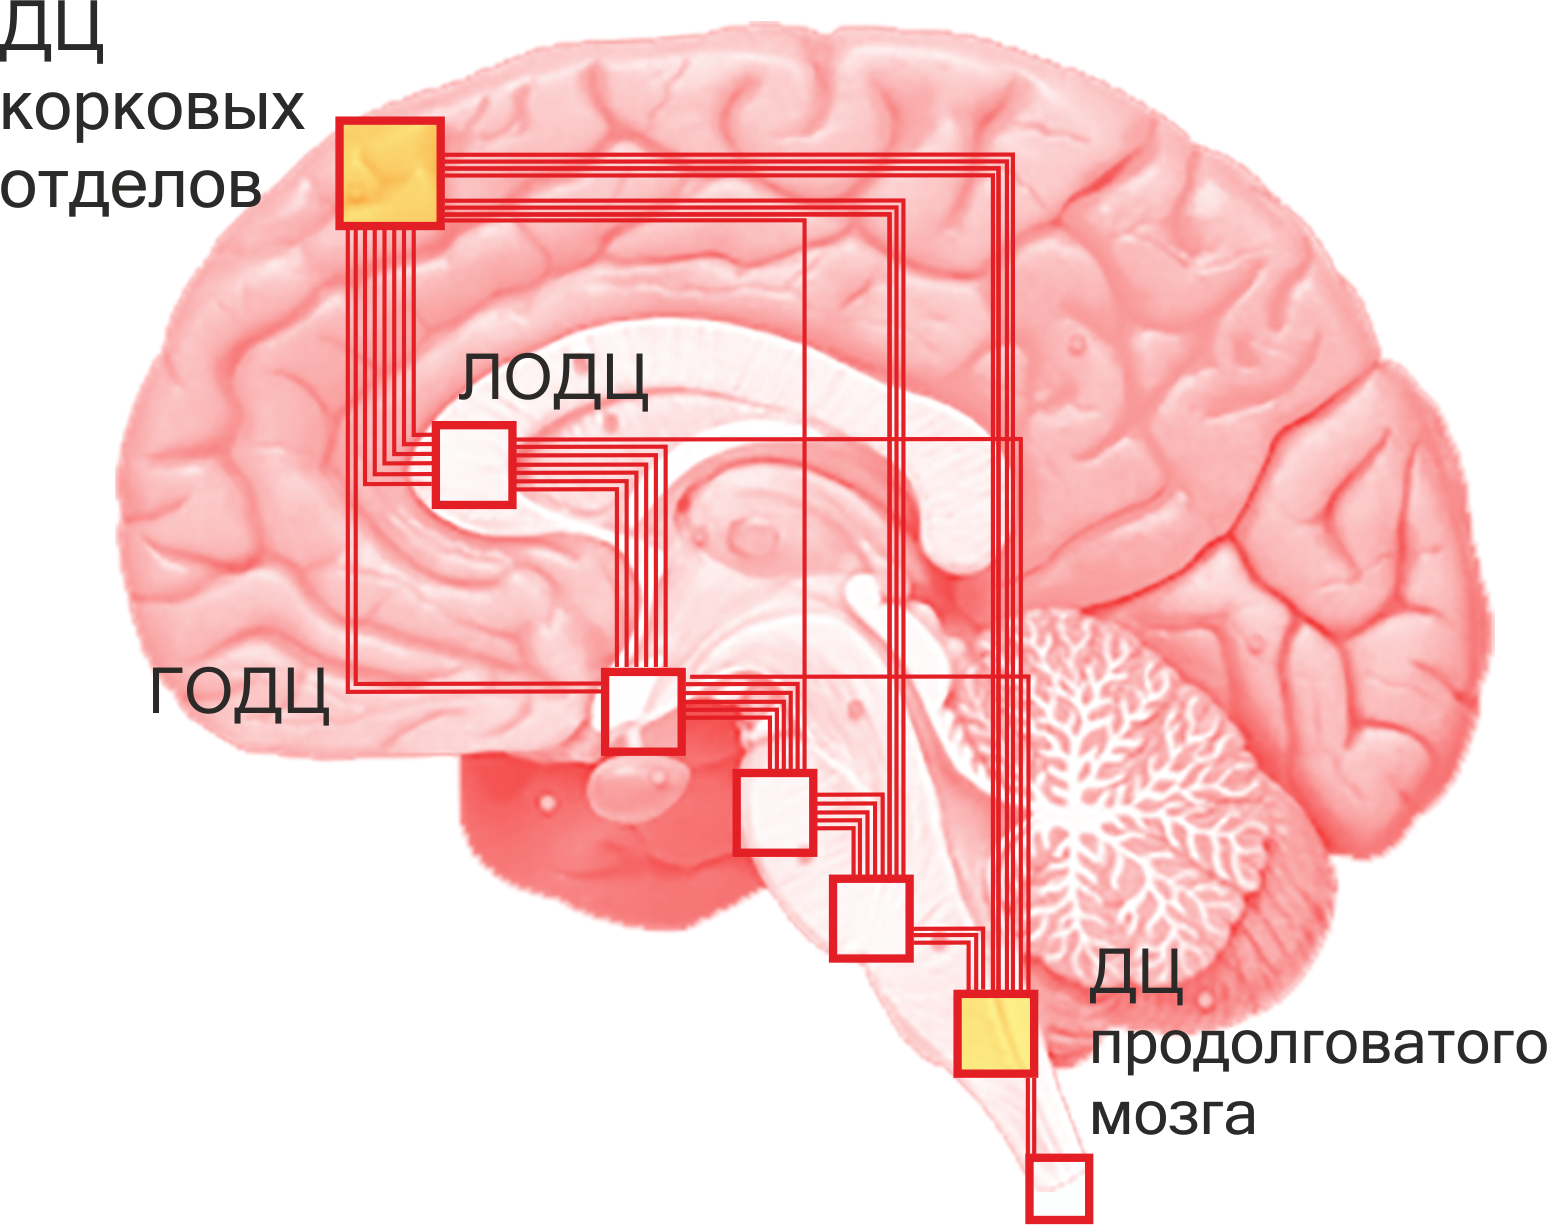 ДЦ
корковых
отделов
ЛОДЦ
ГОДЦ
ДЦ
продолговатого
мозга